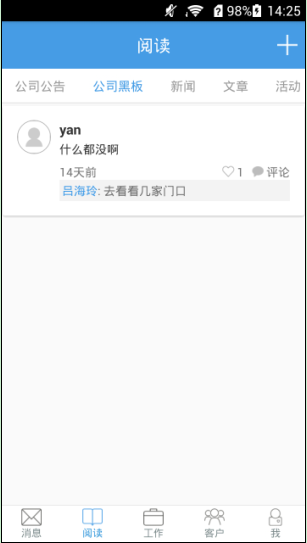 98% 14:25
阅读
公司公告 公司黑板 新闻 文章 活动
yan
什么都没啊
14天前 1 评论
吕海玲: 去看看几家门口
消息 阅读 工作 客户 我